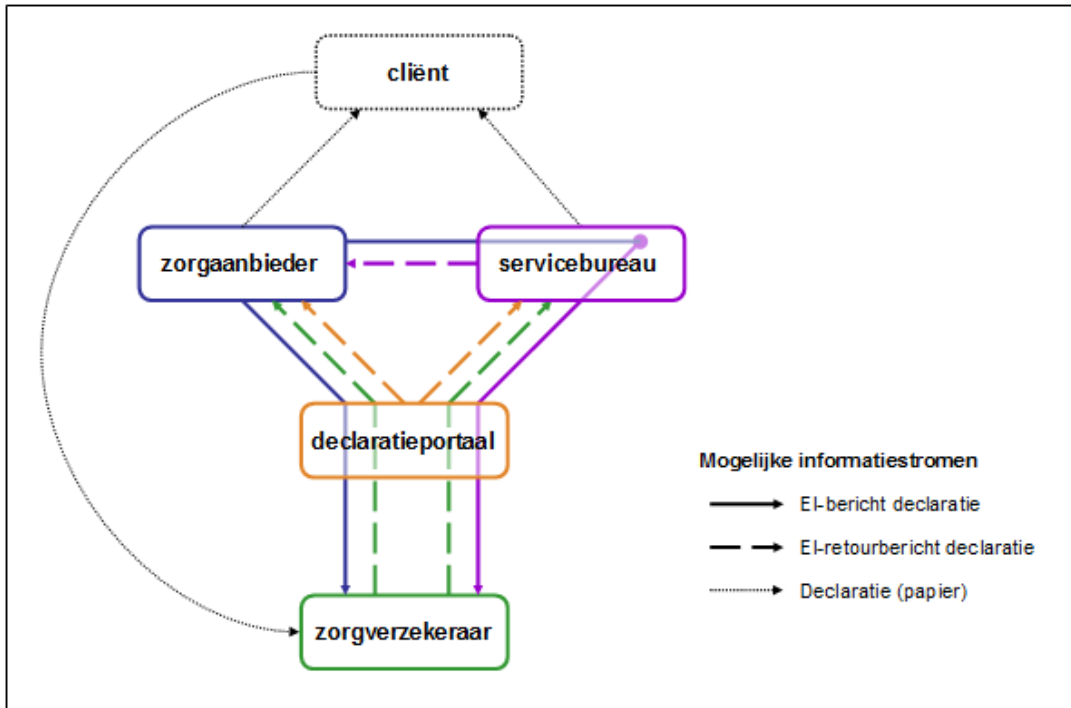 cliënt
zorgaanbieder
servicebureau
declaratieportaal
Mogelijke informatiestromen
EI-bericht declaratie
EI-retourbericht declaratie
Declaratie (papier)
zorgverzekeraar